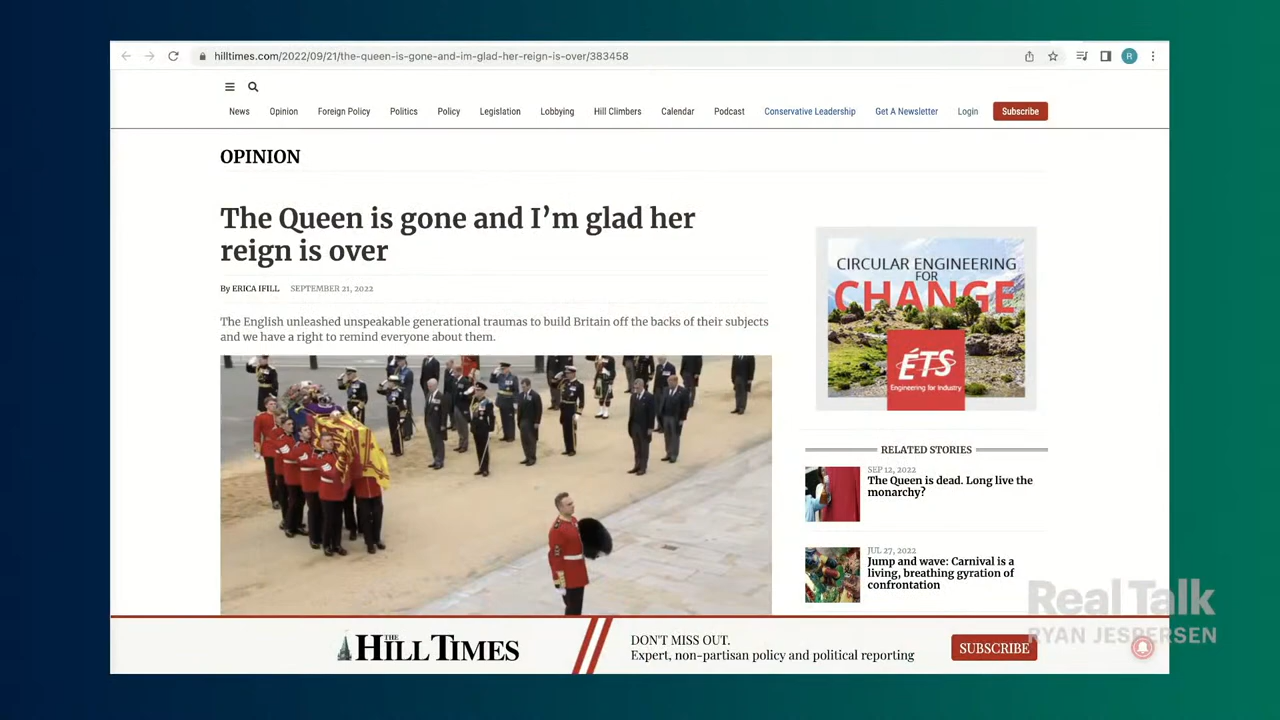 hilltimes.com/2022/09/21/the-queen-is-gone-and-im-glad-her-reign-is-over/383458
R
News Opinion Foreign Policy Politics Policy Legislation Lobbying Hill Climbers Calendar Podcast Conservative Leadership Get A Newsletter Login Subscribe
OPINION
The Queen is gone and I'm glad her
reign is over
By ERICA IFILL SEPTEMBER 21, 2022
The English unleashed unspeakable generational traumas to build Britain off the backs of their subjects
and we have a right to remind everyone about them.
CIRCULAR ENGINEERING
FOR
CHANGE
ÉTS
Engineering for Industry
RELATED STORIES
SEP 12, 2022
The Queen is dead. Long live the
monarchy?
JUL 27, 2022
Jump and wave: Carnival is a
living, breathing gyration of
confrontation
Real Talk
RYAN JESPERSEN
THE HILL TIMES
DON'T MISS OUT.
Expert, non-partisan policy and political reporting
SUBSCRIBE